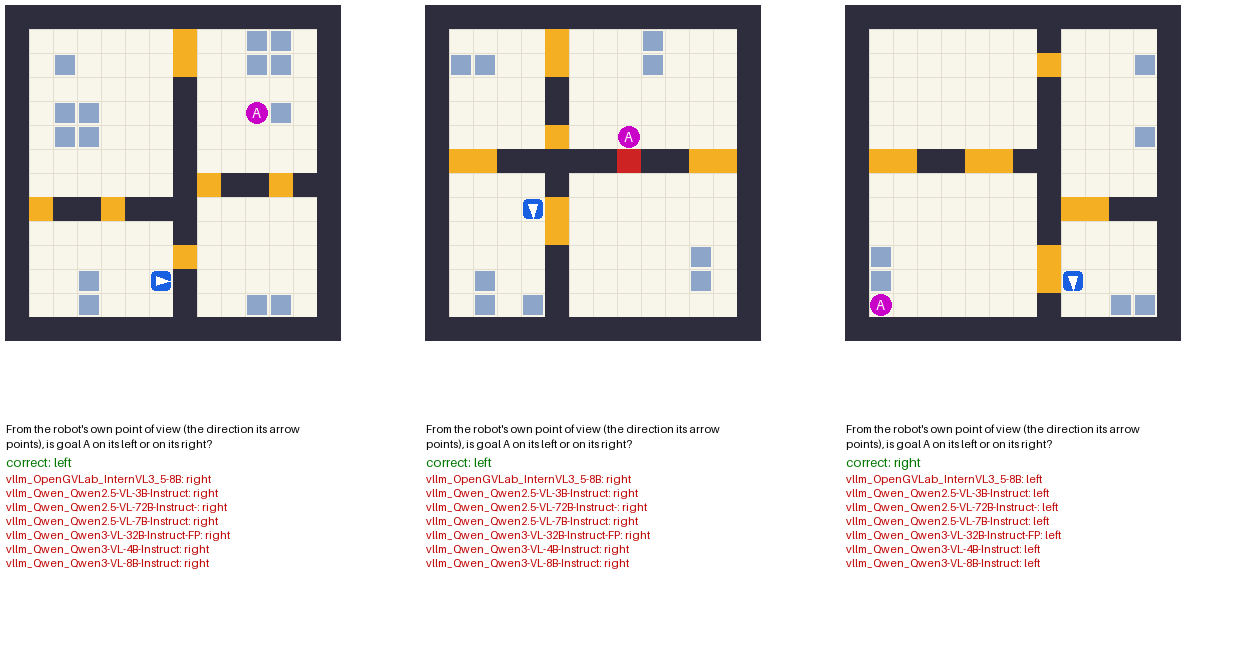 A
A
A
From the robot's own point of view (the direction its arrow
points), is goal A on its left or on its right?
correct: left
vllm_OpenGVLab_InternVL3_5-8B: right
vllm_Qwen_Qwen2.5-VL-3B-Instruct: right
vllm_Qwen_Qwen2.5-VL-72B-Instruct-: right
vllm_Qwen_Qwen2.5-VL-7B-Instruct: right
vllm_Qwen_Qwen3-VL-32B-Instruct-FP: right
vllm_Qwen_Qwen3-VL-4B-Instruct: right
vllm_Qwen_Qwen3-VL-8B-Instruct: right
From the robot's own point of view (the direction its arrow
points), is goal A on its left or on its right?
correct: left
vllm_OpenGVLab_InternVL3_5-8B: right
vllm_Qwen_Qwen2.5-VL-3B-Instruct: right
vllm_Qwen_Qwen2.5-VL-72B-Instruct-: right
vllm_Qwen_Qwen2.5-VL-7B-Instruct: right
vllm_Qwen_Qwen3-VL-32B-Instruct-FP: right
vllm_Qwen_Qwen3-VL-4B-Instruct: right
vllm_Qwen_Qwen3-VL-8B-Instruct: right
From the robot's own point of view (the direction its arrow
points), is goal A on its left or on its right?
correct: right
vllm_OpenGVLab_InternVL3_5-8B: left
vllm_Qwen_Qwen2.5-VL-3B-Instruct: left
vllm_Qwen_Qwen2.5-VL-72B-Instruct-: left
vllm_Qwen_Qwen2.5-VL-7B-Instruct: left
vllm_Qwen_Qwen3-VL-32B-Instruct-FP: left
vllm_Qwen_Qwen3-VL-4B-Instruct: left
vllm_Qwen_Qwen3-VL-8B-Instruct: left